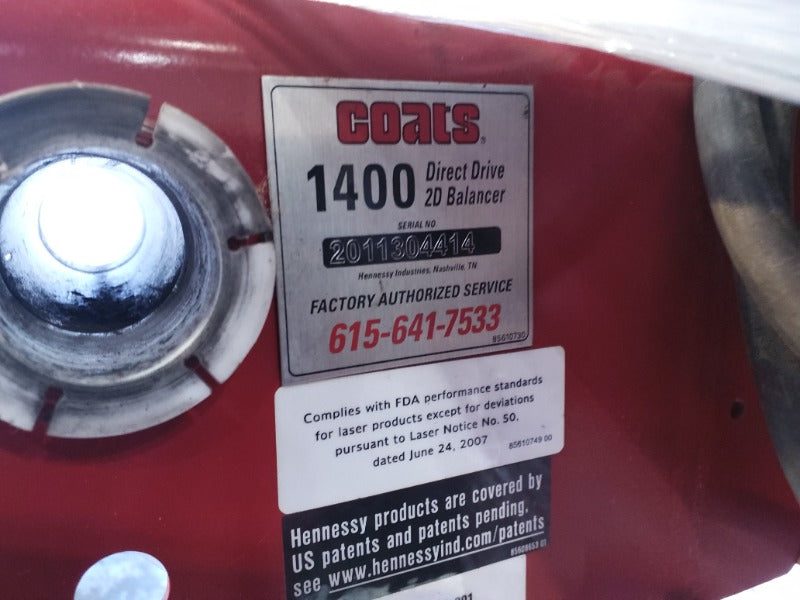 COATS®
1400 Direct Drive
2D Balancer
SERIAL NO
2011304414
Hennessy Industries, Nashville, TN
FACTORY AUTHORIZED SERVICE
615-641-7533
85610730
Complies with FDA performance standards
for laser products except for deviations
pursuant to Laser Notice No. 50,
dated June 24, 2007
85610749 00
Hennessy products are covered by
US patents and patents pending.
see www.hennessyind.com/patents
85608653 01